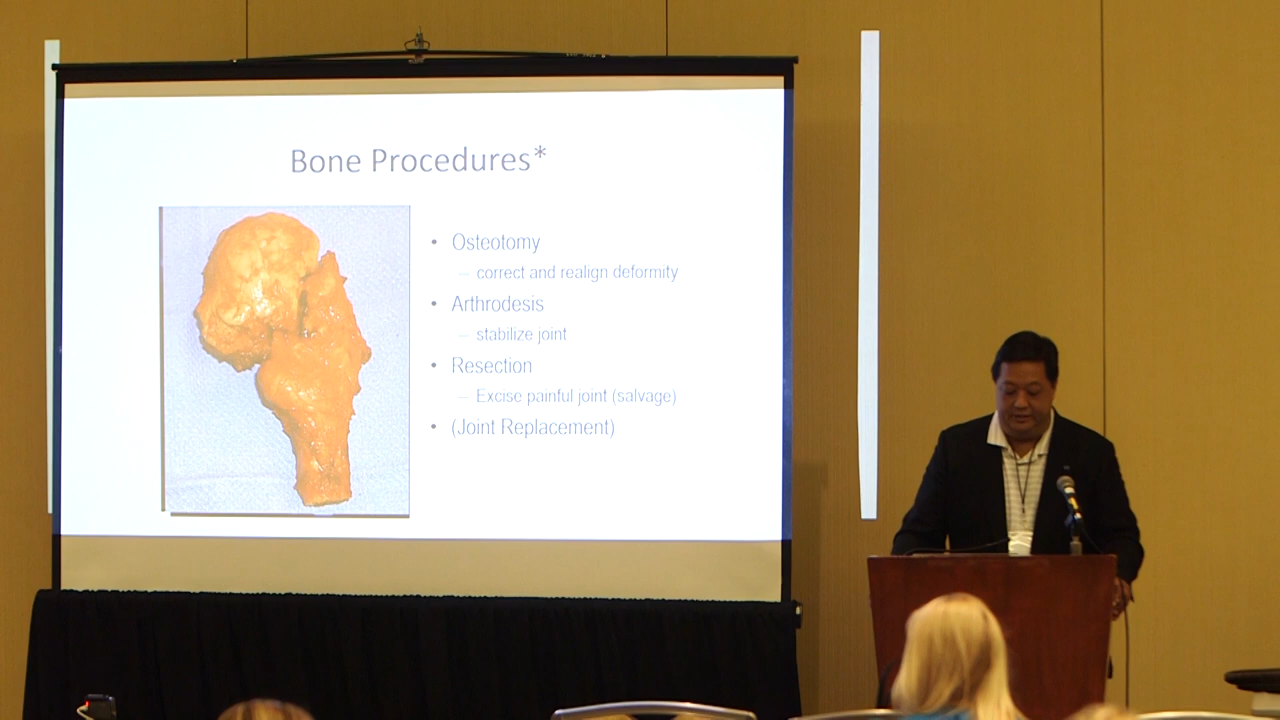 Bone Procedures*
• Osteotomy
– correct and realign deformity
• Arthrodesis
– stabilize joint
• Resection
– Excise painful joint (salvage)
• (Joint Replacement)